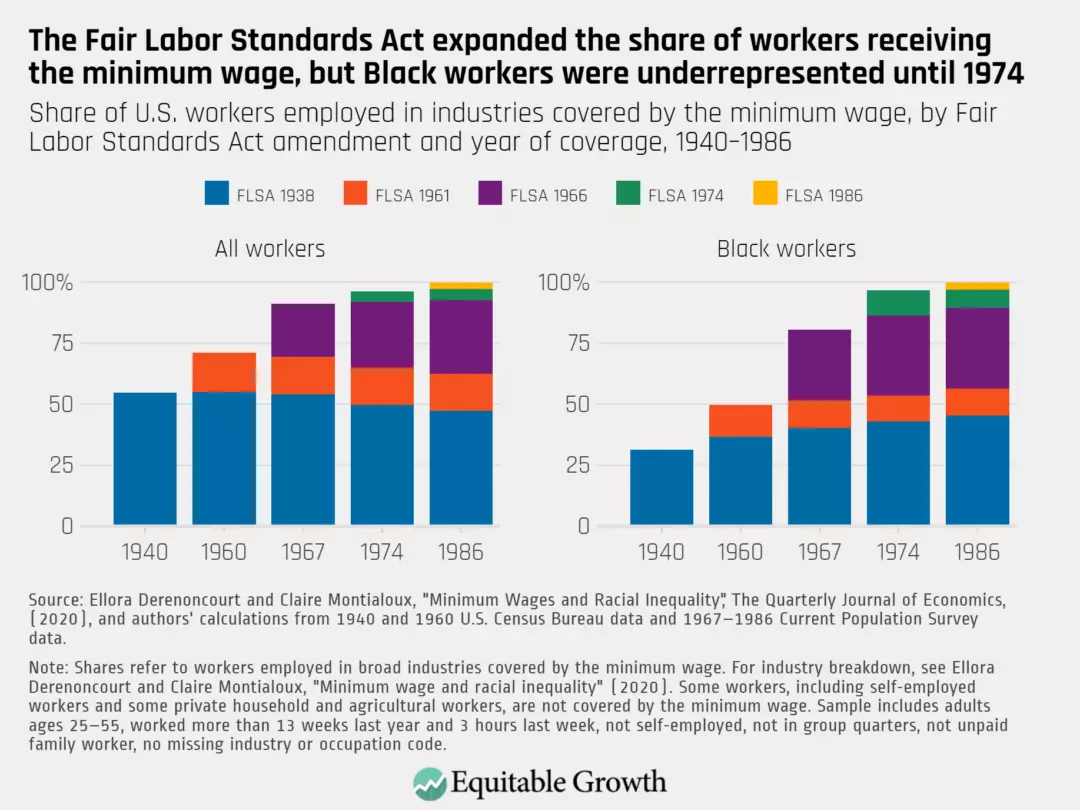 The Fair Labor Standards Act expanded the share of workers receiving
the minimum wage, but Black workers were underrepresented until 1974
Share of U.S. workers employed in industries covered by the minimum wage, by Fair
Labor Standards Act amendment and year of coverage, 1940–1986
FLSA 1938 FLSA 1961 FLSA 1966 FLSA 1974 FLSA 1986
All workers
100%
75
50
25
0
1940 1960 1967 1974 1986
Black workers
100%
75
50
25
0
1940 1960 1967 1974 1986
Source: Ellora Derenoncourt and Claire Montialoux, "Minimum Wages and Racial Inequality", The Quarterly Journal of Economics,
(2020), and authors' calculations from 1940 and 1960 U.S. Census Bureau data and 1967–1986 Current Population Survey
data.
Note: Shares refer to workers employed in broad industries covered by the minimum wage. For industry breakdown, see Ellora
Derenoncourt and Claire Montialoux, "Minimum wage and racial inequality" (2020). Some workers, including self-employed
workers and some private household and agricultural workers, are not covered by the minimum wage. Sample includes adults
ages 25–55, worked more than 13 weeks last year and 3 hours last week, not self-employed, not in group quarters, not unpaid
family worker, no missing industry or occupation code.
Equitable Growth